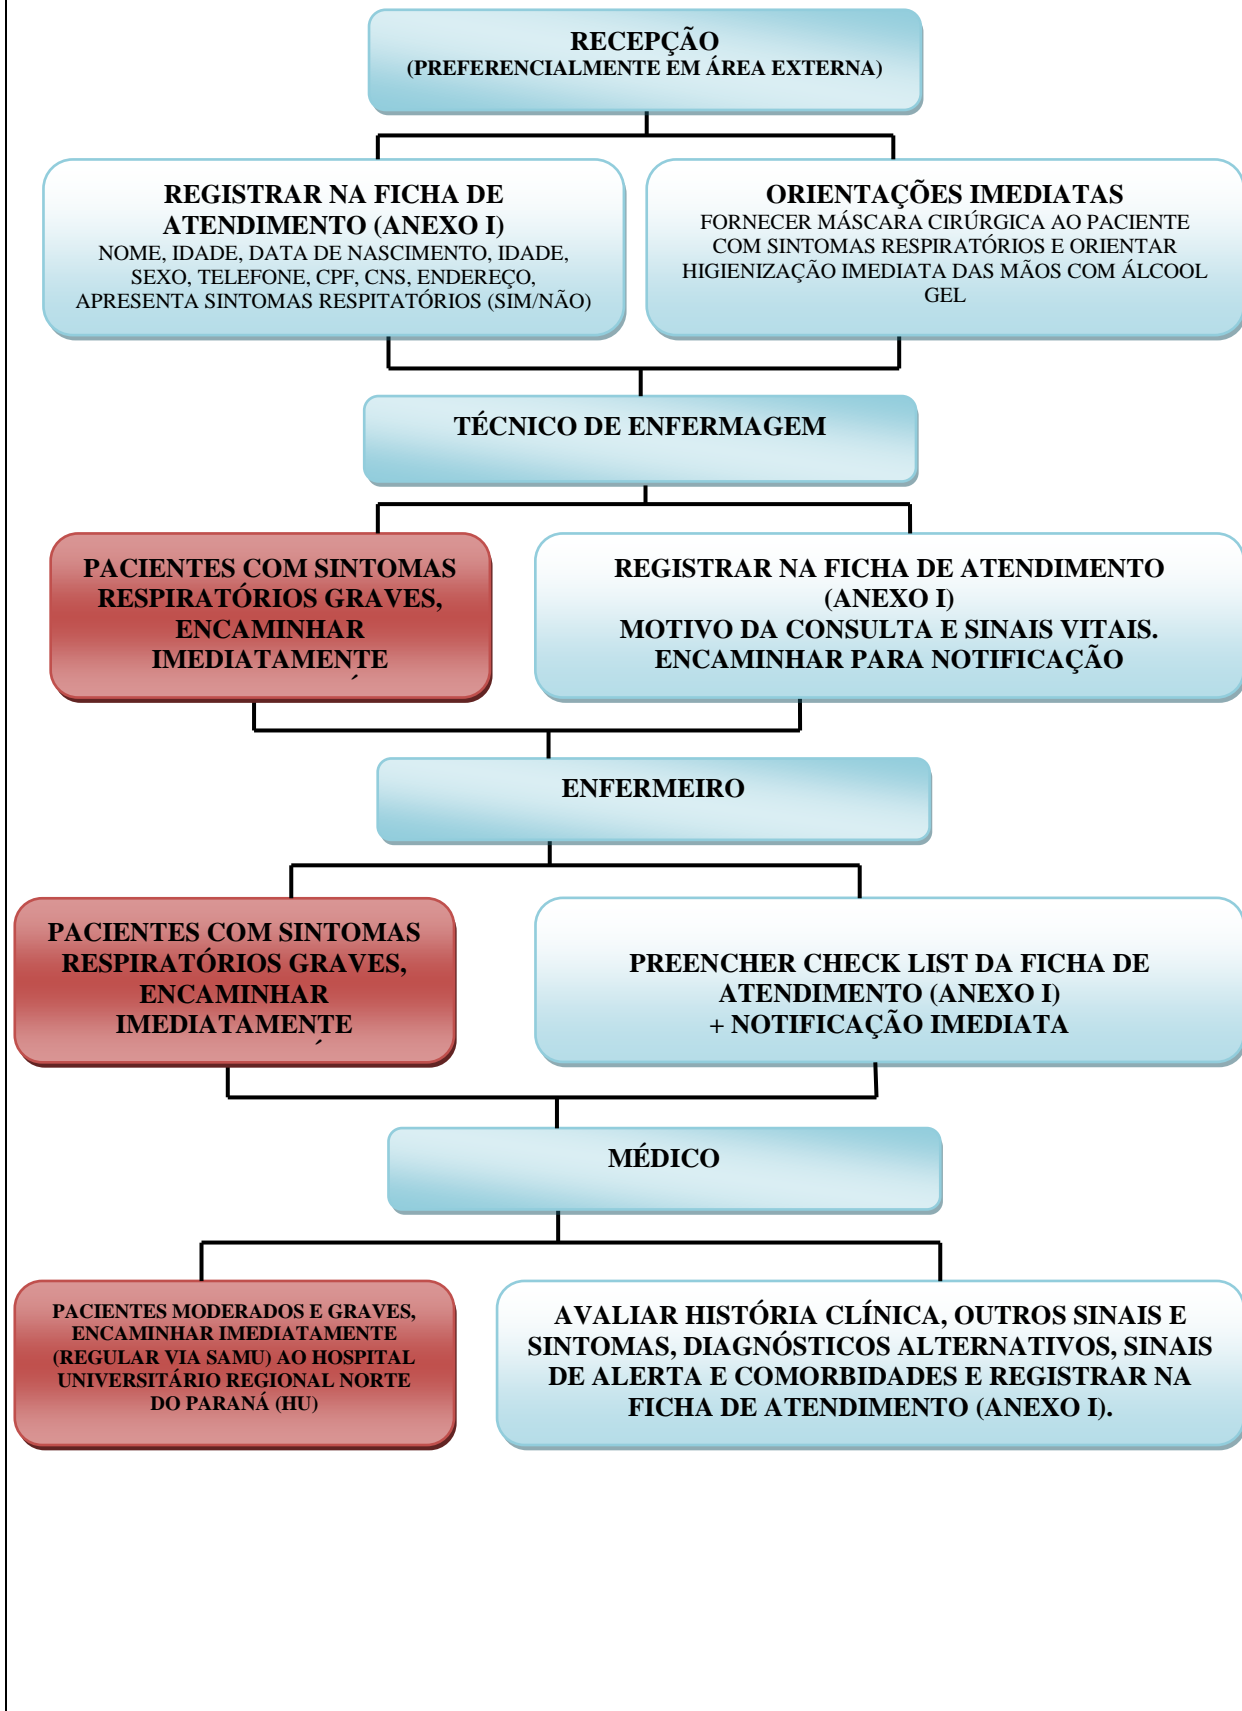 RECEPÇÃO
(PREFERENCIALMENTE EM ÁREA EXTERNA)
REGISTRAR NA FICHA DE
ATENDIMENTO (ANEXO I)
NOME, IDADE, DATA DE NASCIMENTO, IDADE,
SEXO, TELEFONE, CPF, CNS, ENDEREÇO,
APRESENTA SINTOMAS RESPITATÓRIOS (SIM/NÃO)
ORIENTAÇÕES IMEDIATAS
FORNECER MÁSCARA CIRÚRGICA AO PACIENTE
COM SINTOMAS RESPIRATÓRIOS E ORIENTAR
HIGIENIZAÇÃO IMEDIATA DAS MÃOS COM ÁLCOOL
GEL
TÉCNICO DE ENFERMAGEM
PACIENTES COM SINTOMAS
RESPIRATÓRIOS GRAVES,
ENCAMINHAR
IMEDIATAMENTE
REGISTRAR NA FICHA DE ATENDIMENTO
(ANEXO I)
MOTIVO DA CONSULTA E SINAIS VITAIS.
ENCAMINHAR PARA NOTIFICAÇÃO
ENFERMEIRO
PACIENTES COM SINTOMAS
RESPIRATÓRIOS GRAVES,
ENCAMINHAR
IMEDIATAMENTE
PREENCHER CHECK LIST DA FICHA DE
ATENDIMENTO (ANEXO I)
+ NOTIFICAÇÃO IMEDIATA
MÉDICO
PACIENTES MODERADOS E GRAVES,
ENCAMINHAR IMEDIATAMENTE
(REGULAR VIA SAMU) AO HOSPITAL
UNIVERSITÁRIO REGIONAL NORTE
DO PARANÁ (HU)
AVALIAR HISTÓRIA CLÍNICA, OUTROS SINAIS E
SINTOMAS, DIAGNÓSTICOS ALTERNATIVOS, SINAIS
DE ALERTA E COMORBIDADES E REGISTRAR NA
FICHA DE ATENDIMENTO (ANEXO I).